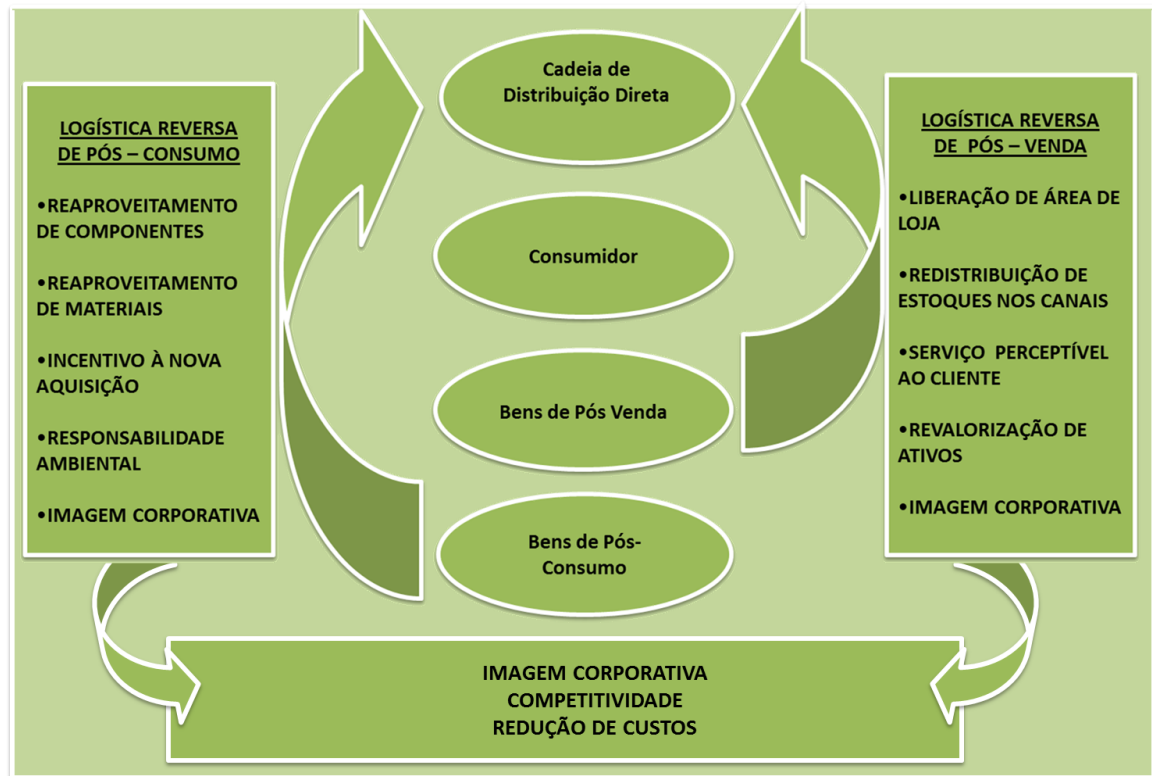 LOGÍSTICA REVERSA
DE PÓS – CONSUMO
•REAPROVEITAMENTO
DE COMPONENTES
•REAPROVEITAMENTO
DE MATERIAIS
•INCENTIVO À NOVA
AQUISIÇÃO
•RESPONSABILIDADE
AMBIENTAL
•IMAGEM CORPORATIVA
Cadeia de
Distribuição Direta
Consumidor
Bens de Pós Venda
Bens de Pós-
Consumo
LOGÍSTICA REVERSA
DE PÓS – VENDA
•LIBERAÇÃO DE ÁREA DE
LOJA
•REDISTRIBUIÇÃO DE
ESTOQUES NOS CANAIS
•SERVIÇO PERCEPTÍVEL
AO CLIENTE
•REVALORIZAÇÃO DE
ATIVOS
•IMAGEM CORPORATIVA
IMAGEM CORPORATIVA
COMPETITIVIDADE
REDUÇÃO DE CUSTOS